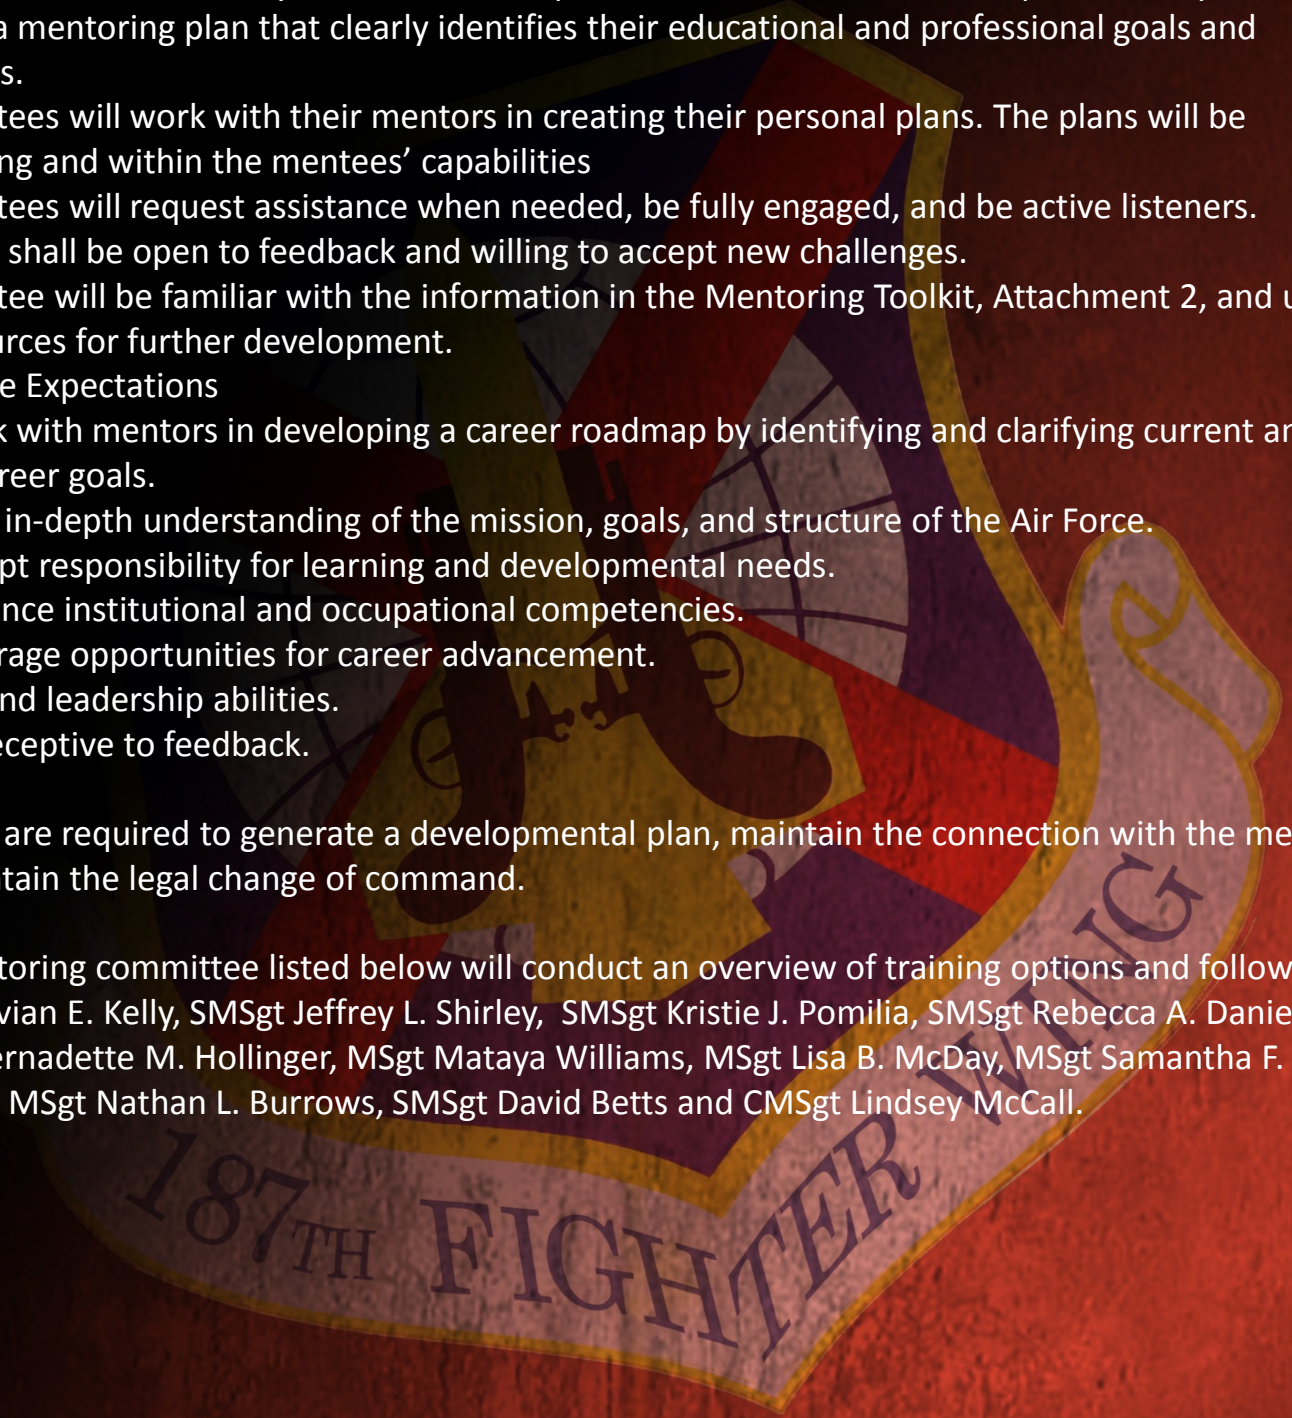 a mentoring plan that clearly identifies their educational and professional goals and
s.
tees will work with their mentors in creating their personal plans. The plans will be
ng and within the mentees’ capabilities
tees will request assistance when needed, be fully engaged, and be active listeners.
shall be open to feedback and willing to accept new challenges.
tee will be familiar with the information in the Mentoring Toolkit, Attachment 2, and u
urces for further development.
e Expectations
k with mentors in developing a career roadmap by identifying and clarifying current an
reer goals.
in-depth understanding of the mission, goals, and structure of the Air Force.
pt responsibility for learning and developmental needs.
nce institutional and occupational competencies.
rage opportunities for career advancement.
nd leadership abilities.
eceptive to feedback.
are required to generate a developmental plan, maintain the connection with the me
tain the legal change of command.
toring committee listed below will conduct an overview of training options and follow
vian E. Kelly, SMSgt Jeffrey L. Shirley,  SMSgt Kristie J. Pomilia, SMSgt Rebecca A. Danie
ernadette M. Hollinger, MSgt Mataya Williams, MSgt Lisa B. McDay, MSgt Samantha F.
MSgt Nathan L. Burrows, SMSgt David Betts and CMSgt Lindsey McCall.
187TH FIGHTER WING